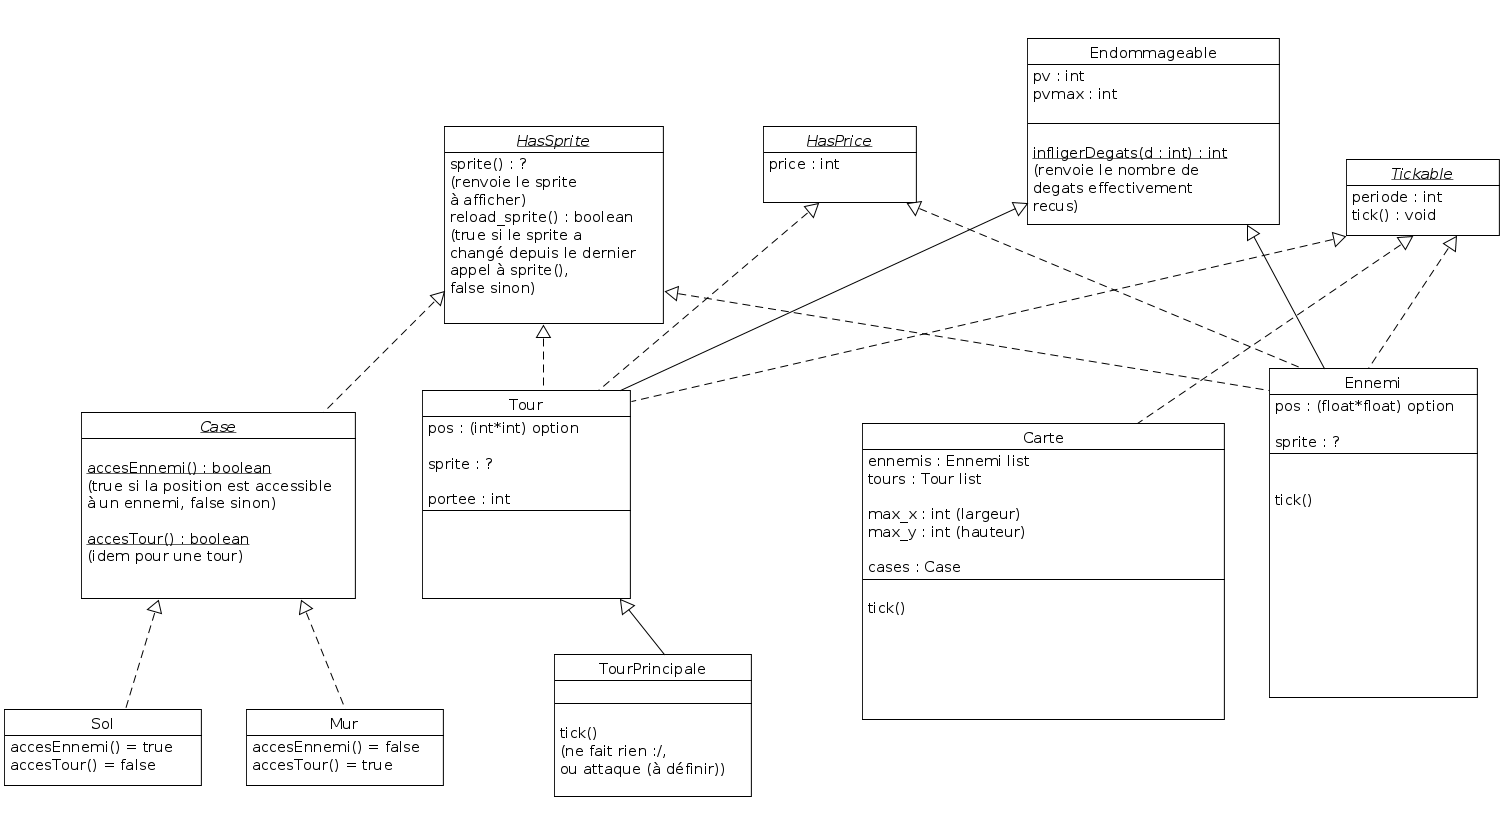 Endommageable
pv : int
pvmax : int
infligerDegats(d : int) : int
(renvoie le nombre de
degats effectivement
recus)
HasSprite
sprite() : ?
(renvoie le sprite
à afficher)
reload_sprite() : boolean
(true si le sprite a
changé depuis le dernier
appel à sprite(),
false sinon)
HasPrice
price : int
Tickable
periode : int
tick() : void
Case
accesEnnemi() : boolean
(true si la position est accessible
à un ennemi, false sinon)
accesTour() : boolean
(idem pour une tour)
Tour
pos : (int*int) option
sprite : ?
portee : int
Carte
ennemis : Ennemi list
tours : Tour list
max_x : int (largeur)
max_y : int (hauteur)
cases : Case
tick()
Ennemi
pos : (float*float) option
sprite : ?
tick()
Sol
accesEnnemi() = true
accesTour() = false
Mur
accesEnnemi() = false
accesTour() = true
TourPrincipale
tick()
(ne fait rien :/,
ou attaque (à définir))